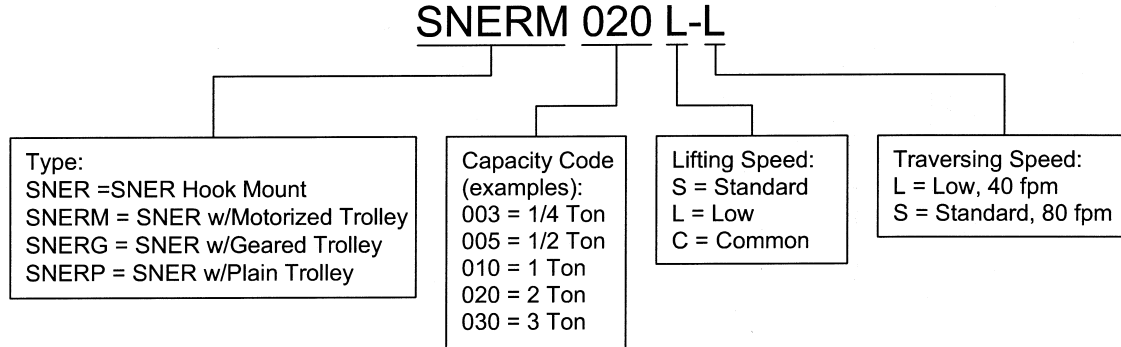 SNERM 020 L-L
Type:
SNER =SNER Hook Mount
SNERM = SNER w/Motorized Trolley
SNERG = SNER w/Geared Trolley
SNERP = SNER w/Plain Trolley
Capacity Code
(examples):
003 = 1/4 Ton
005 = 1/2 Ton
010 = 1 Ton
020 = 2 Ton
030 = 3 Ton
Lifting Speed:
S = Standard
L = Low
C = Common
Traversing Speed:
L = Low, 40 fpm
S = Standard, 80 fpm